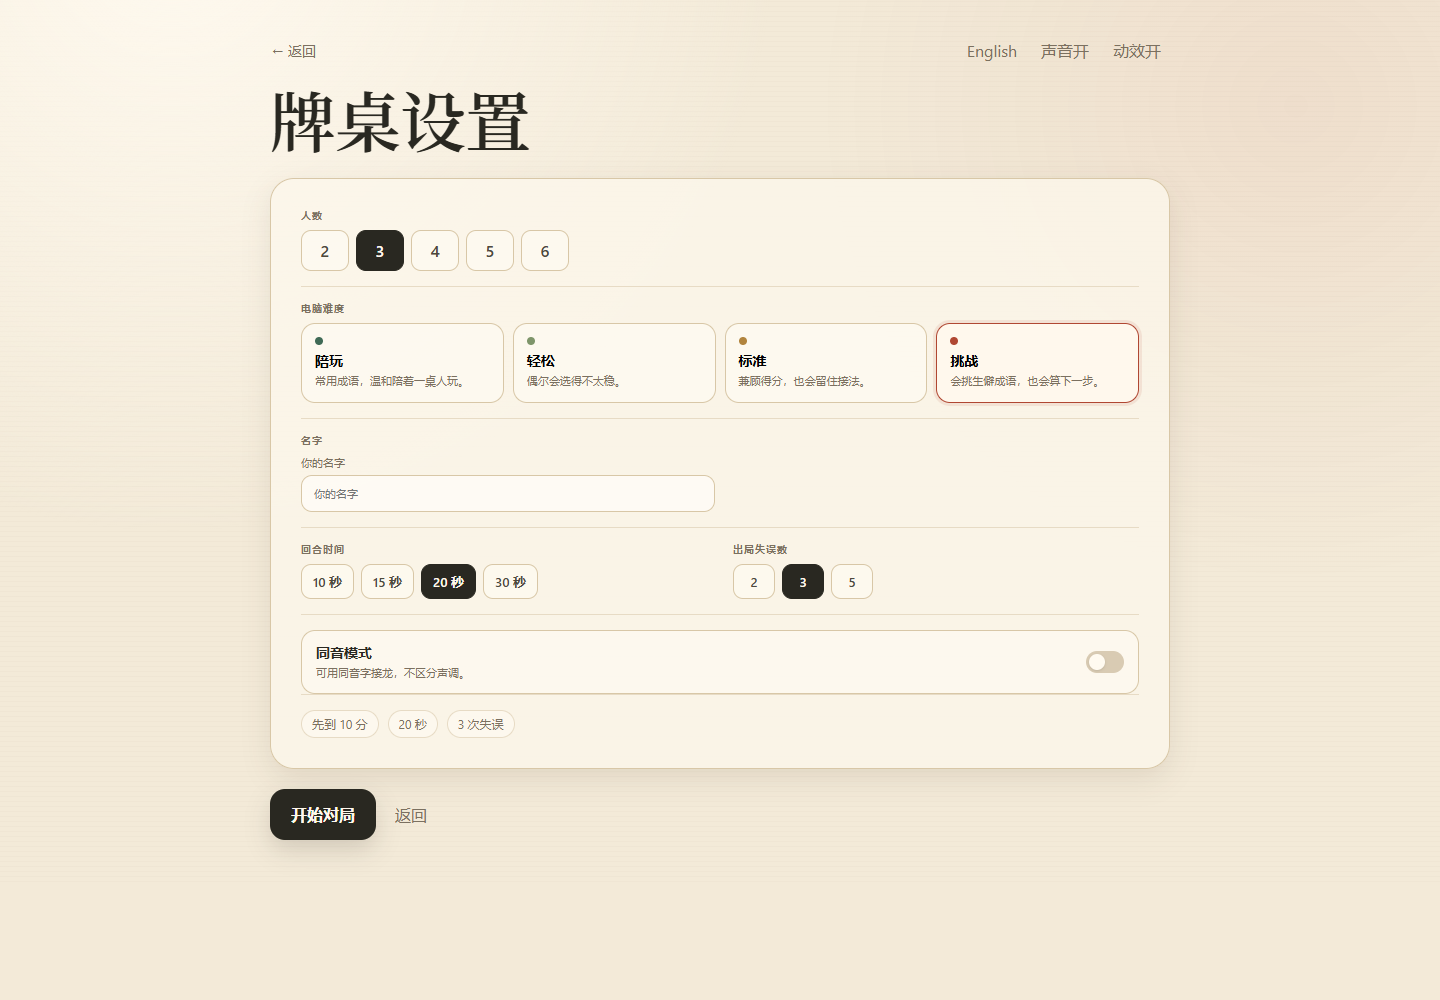 ← 返回
English 声音开 动效开
牌桌设置
人数
2 3 4 5 6
电脑难度
陪玩
常用成语，温和陪着一桌人玩。
轻松
偶尔会选得不太稳。
标准
兼顾得分，也会留住接法。
挑战
会挑生僻成语，也会算下一步。
名字
你的名字
你的名字
回合时间
10 秒 15 秒 20 秒 30 秒
出局失误数
2 3 5
同音模式
可用同音字接龙，不区分声调。
先到 10 分 20 秒 3 次失误
开始对局 返回